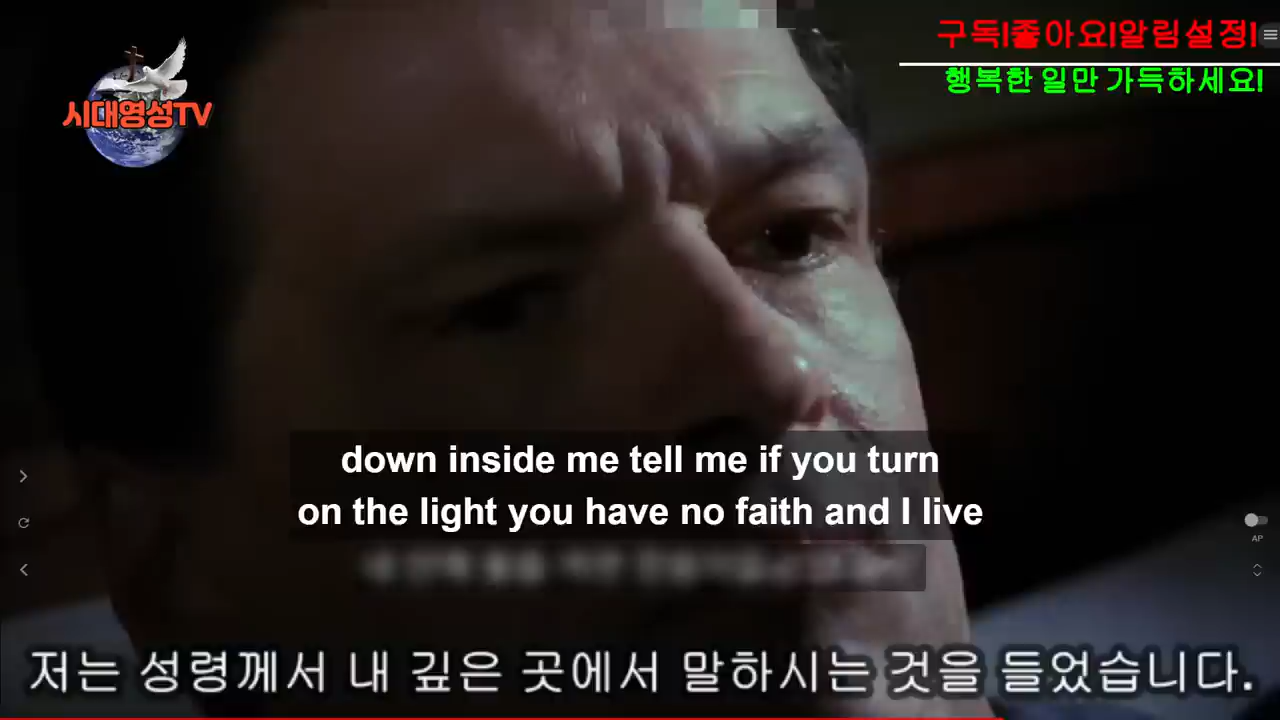 시대영성TV
구독|좋아요|알림설정|
행복한 일만 가득하세요!
down inside me tell me if you turn
on the light you have no faith and I live
AP
저는 성령께서 내 깊은 곳에서 말하시는 것을 들었습니다.